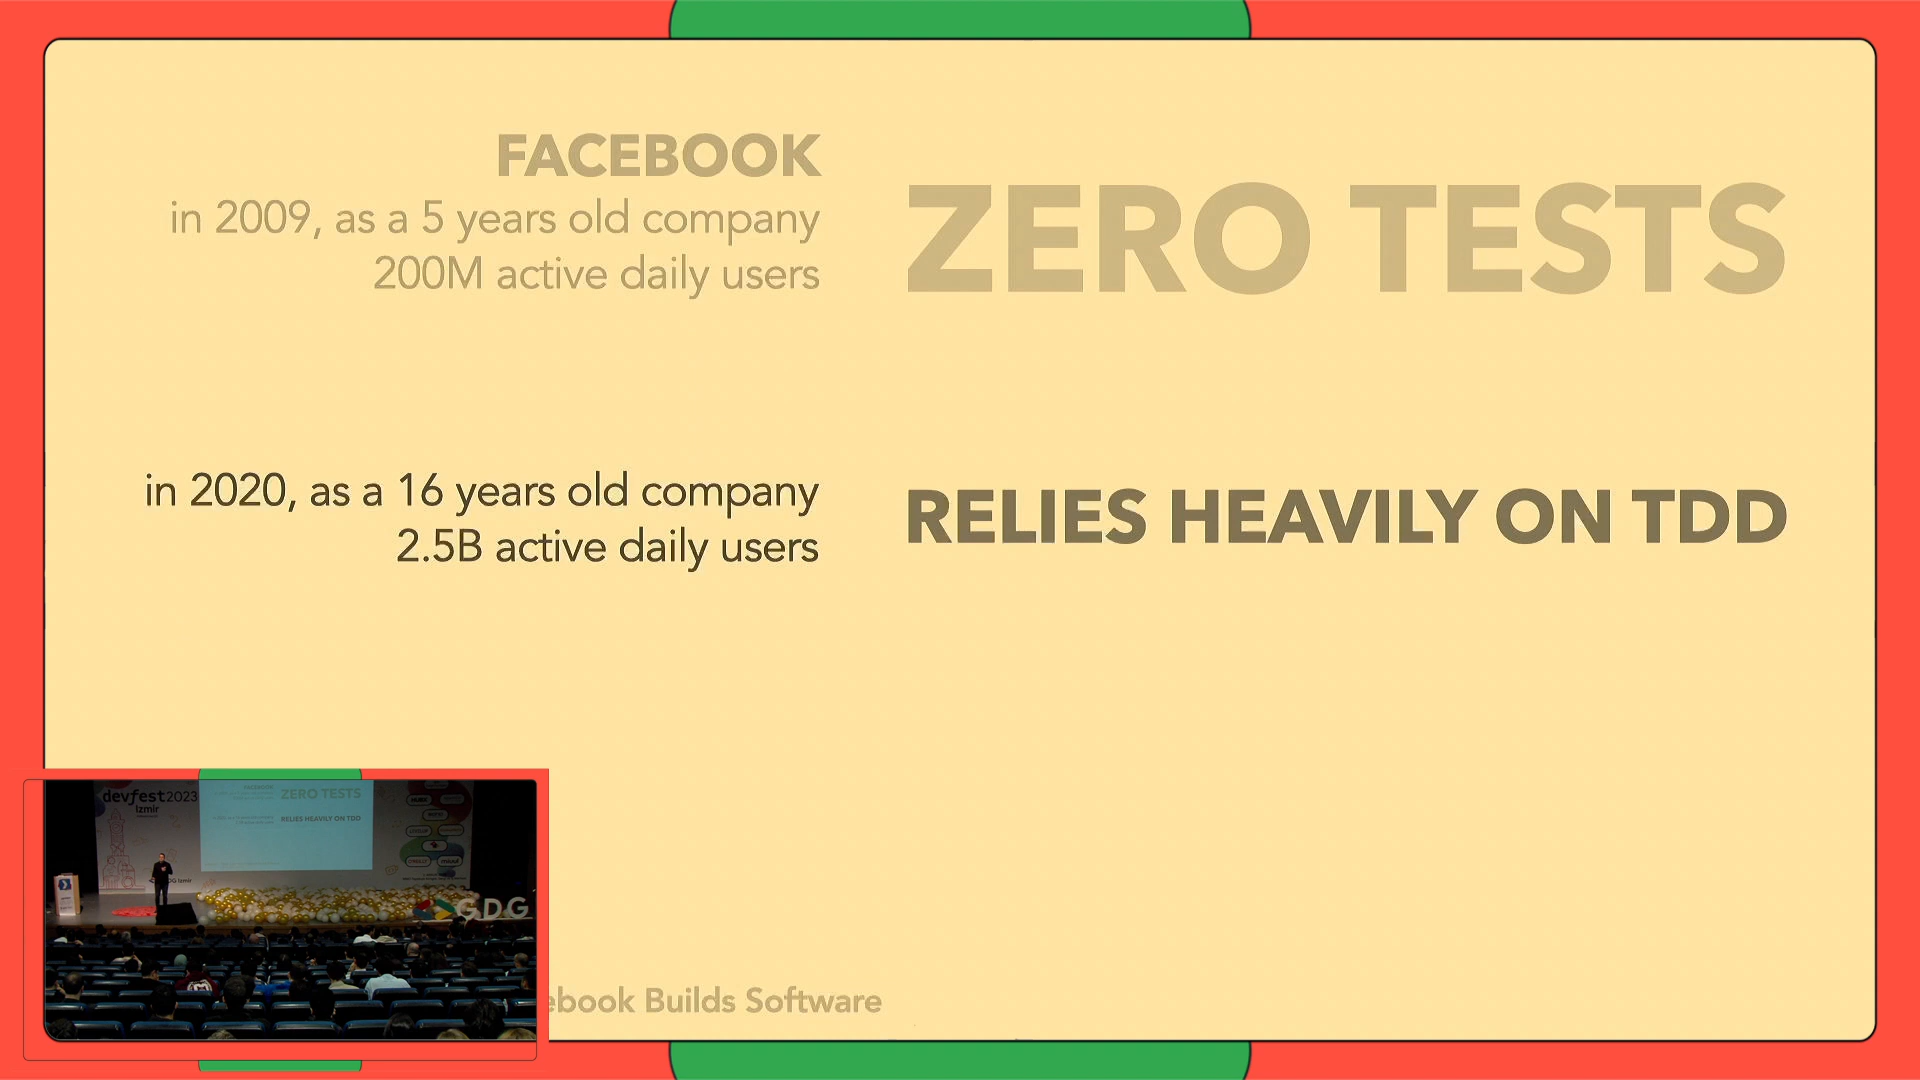 FACEBOOK
in 2009, as a 5 years old company
200M active daily users
ZERO TESTS
in 2020, as a 16 years old company
2.5B active daily users
RELIES HEAVILY ON TDD
ebook Builds Software
devfest2023
Izmir
ZERO TESTS
RELIES HEAVILY ON TDD
GDG